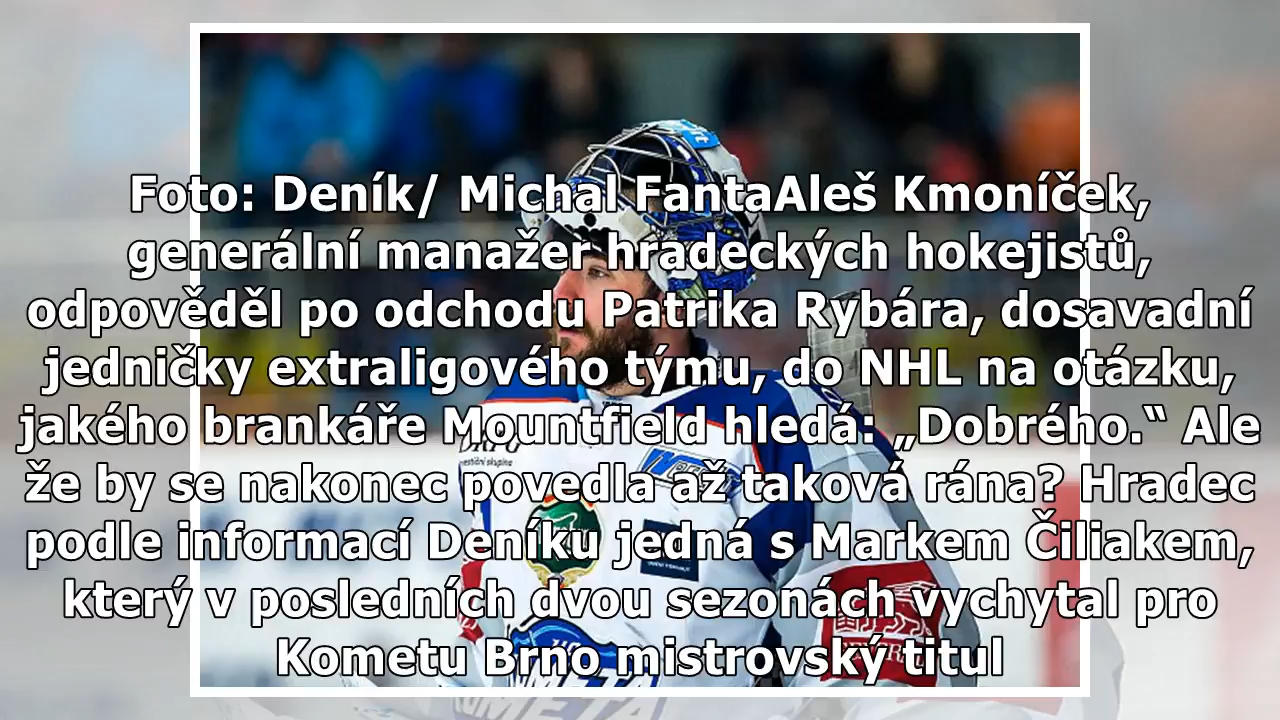 Foto: Deník/ Michal FantaAleš Kmoníček,
generální manažer hradeckých hokejistů,
odpověděl po odchodu Patrika Rybára, dosavadní
jedničky extraligového týmu, do NHL na otázku,
jakého brankáře Mountfield hledá: „Dobrého.“ Ale
že by se nakonec povedla až taková rána? Hradec
podle informací Deníku jedná s Markem Čiliakem,
který v posledních dvou sezonách vychytal pro
Kometu Brno mistrovský titul